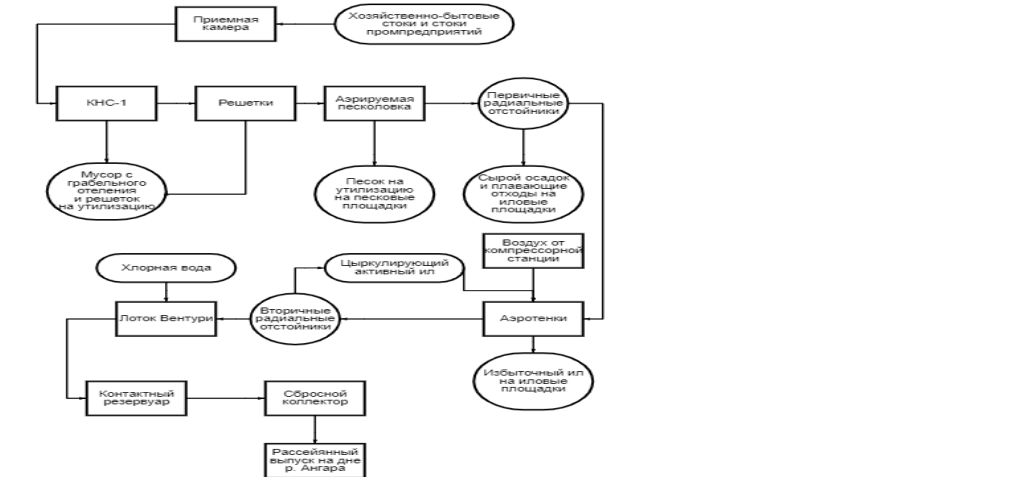 Приемная
камера
Хозяйственно-бытовые
стоки и стоки
промпредприятий
КНС-1
Решетки
Аэрируемая
песколовка
Первичные
радиальные
отстойники
Мусор с
грабельного
отеления
и решеток
на утилизацию
Песок на
утилизацию
на песковые
площадки
Сырой осадок
и плавающие
отходы на
иловые
площадки
Воздух от
компрессорной
станции
Хлорная вода
Цыркулирующий
активный ил
Лоток Вентури
Вторичные
радиальные
отстойники
Аэротенки
Избыточный ил
на иловые
площадки
Контактный
резервуар
Сбросной
коллектор
Рассейянный
выпуск на дне
р. Ангара